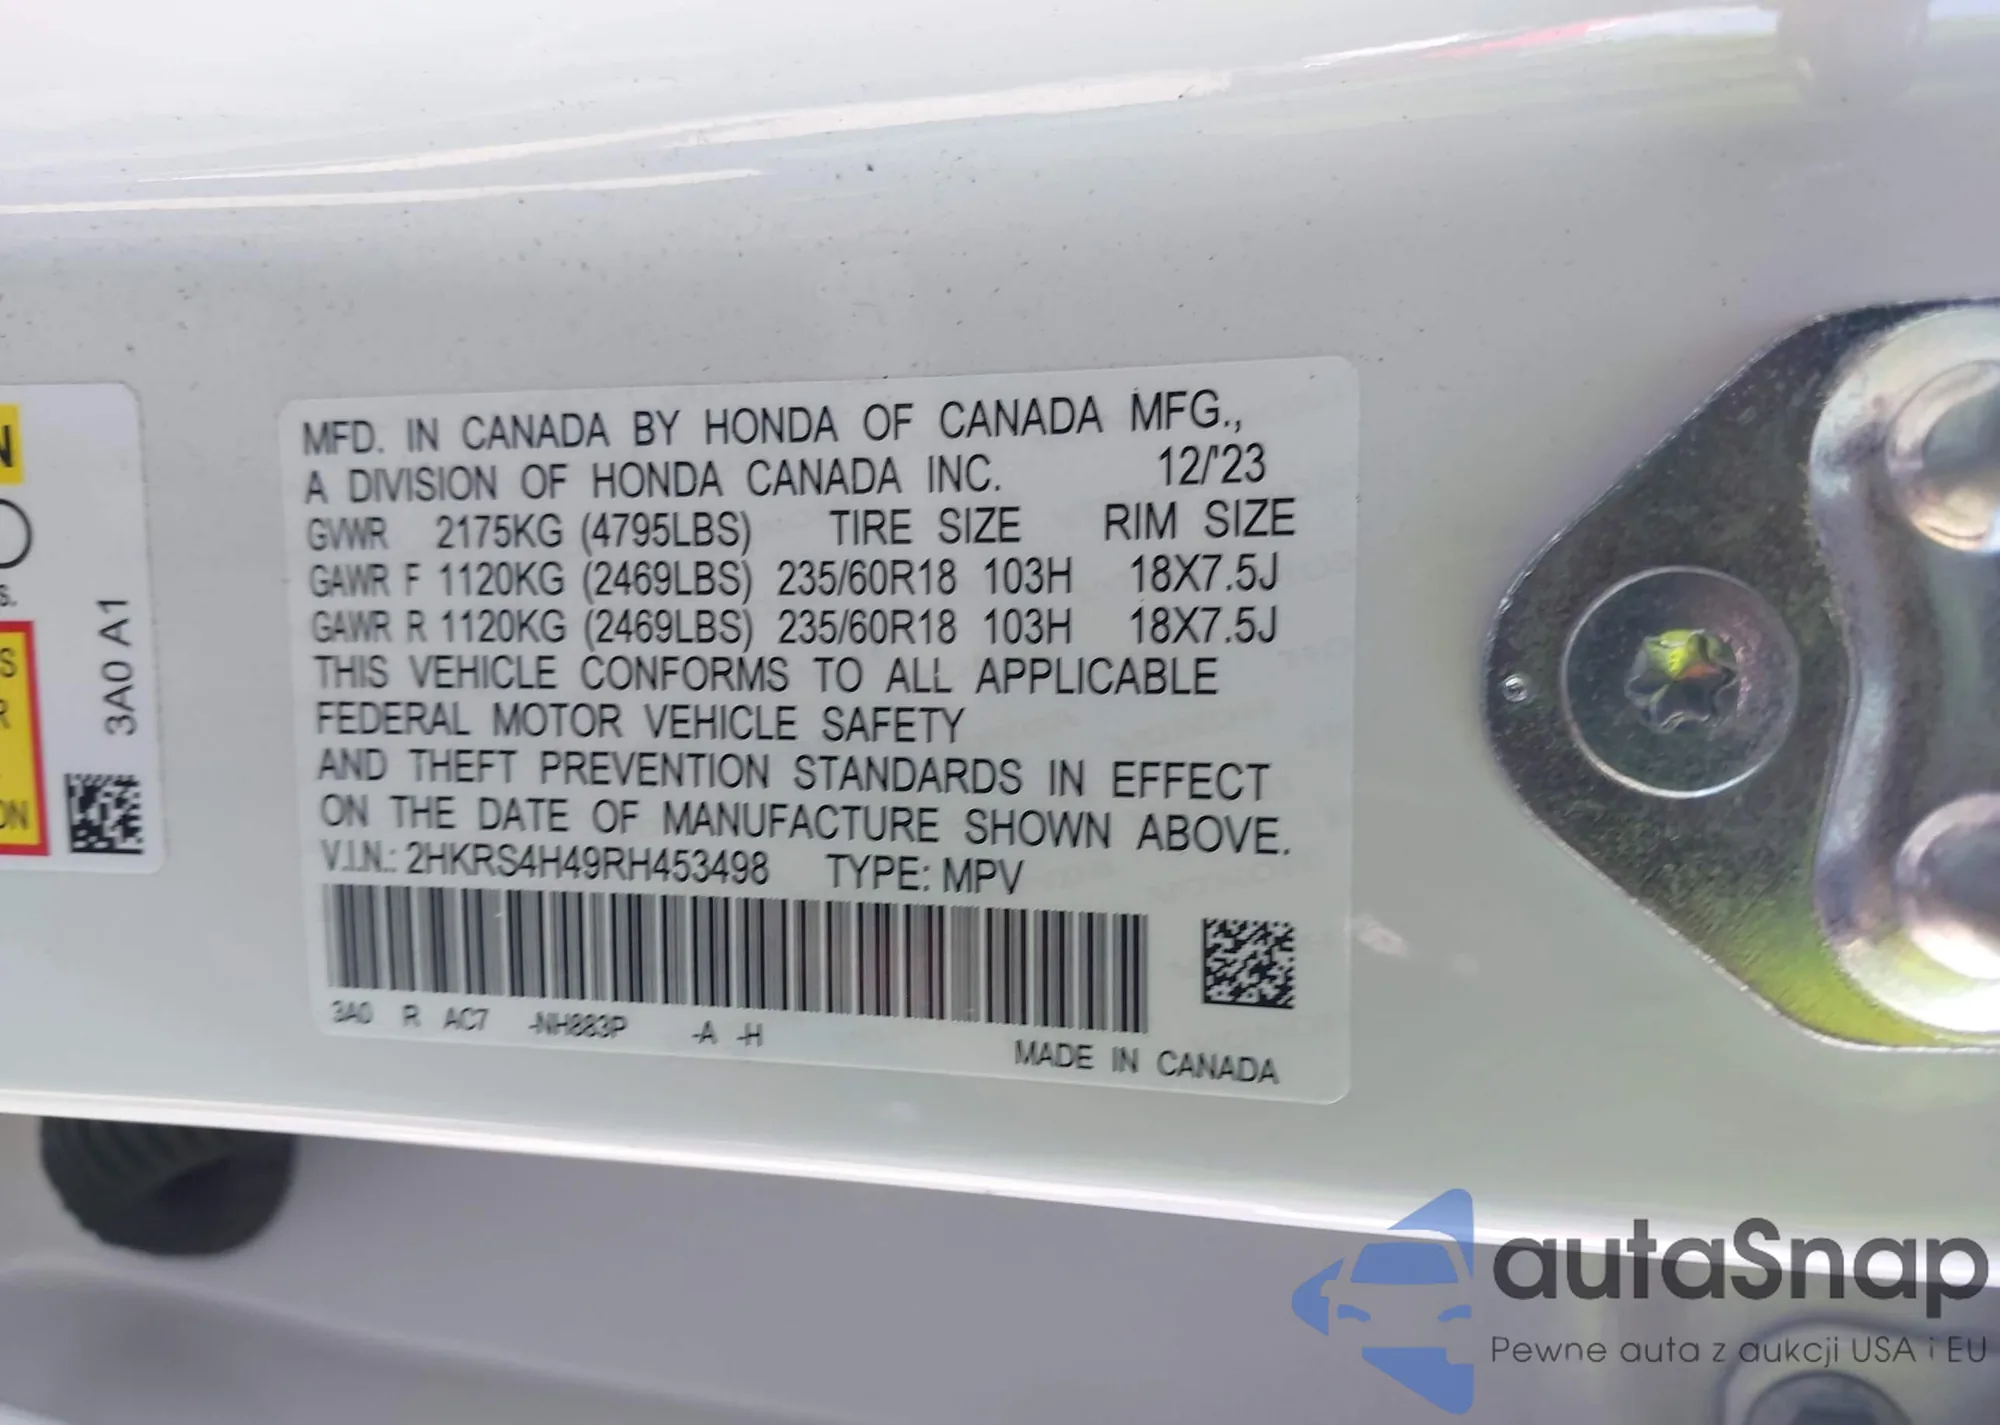 N
S.
S
R
ON
3A0 A1
MFD. IN CANADA BY HONDA OF CANADA MFG.,
A DIVISION OF HONDA CANADA INC. 12/'23
GVWR 2175KG (4795LBS) TIRE SIZE RIM SIZE
GAWR F 1120KG (2469LBS) 235/60R18 103H 18X7.5J
GAWR R 1120KG (2469LBS) 235/60R18 103H 18X7.5J
THIS VEHICLE CONFORMS TO ALL APPLICABLE
FEDERAL MOTOR VEHICLE SAFETY
AND THEFT PREVENTION STANDARDS IN EFFECT
ON THE DATE OF MANUFACTURE SHOWN ABOVE.
V.I.N.: 2HKRS4H49RH453498 TYPE: MPV
3A0 R AC7 -NH883P -A -H
MADE IN CANADA
autaSnap
Pewne auta z aukcji USA i EU